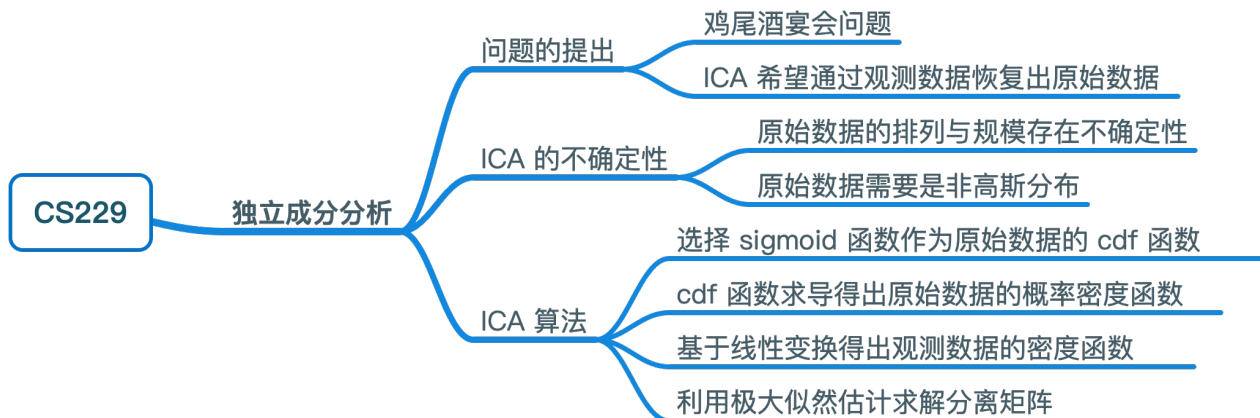 CS229
独立成分分析
问题的提出
鸡尾酒宴会问题
ICA 希望通过观测数据恢复出原始数据
ICA 的不确定性
原始数据的排列与规模存在不确定性
原始数据需要是非高斯分布
ICA 算法
选择 sigmoid 函数作为原始数据的 cdf 函数
cdf 函数求导得出原始数据的概率密度函数
基于线性变换得出观测数据的密度函数
利用极大似然估计求解分离矩阵